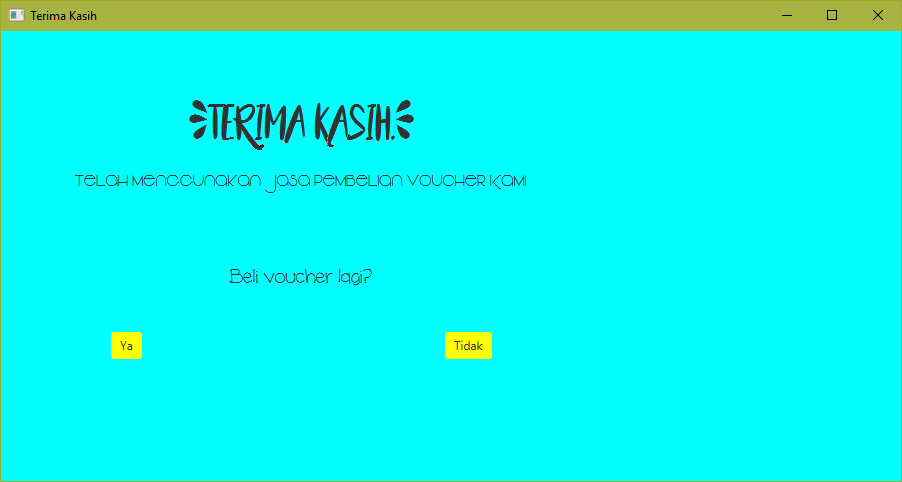 Terima Kasih
TERIMA KASIH.
TELAH MENGGUNAKAN JASA PEMBELIAN VOUCHER KAMI
Beli voucher lagi?
Ya Tidak